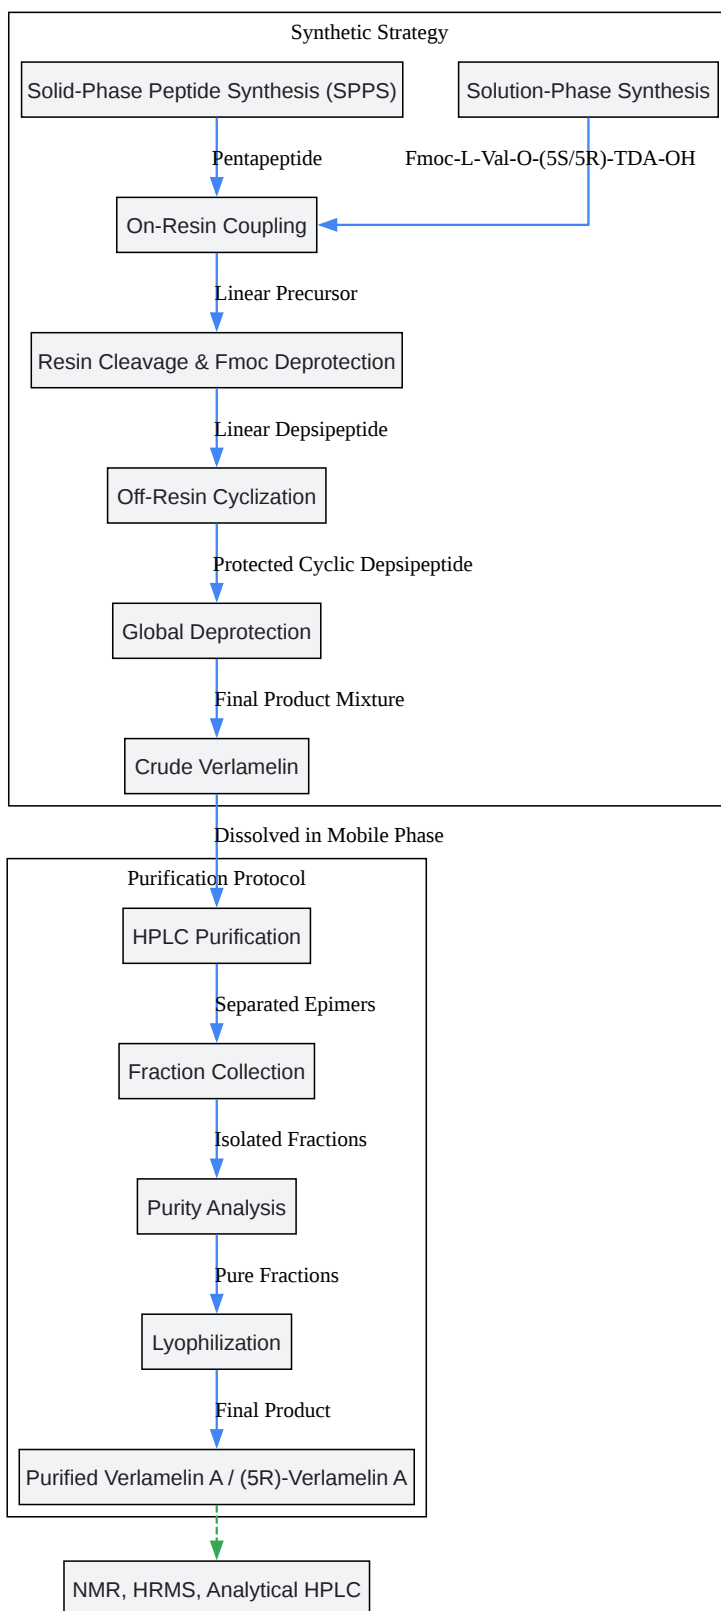 Synthetic Strategy
Solid-Phase Peptide Synthesis (SPPS)
Solution-Phase Synthesis
Pentapeptide
Fmoc-L-Val-O-(5S/5R)-TDA-OH
On-Resin Coupling
Linear Precursor
Resin Cleavage & Fmoc Deprotection
Linear Depsipeptide
Off-Resin Cyclization
Protected Cyclic Depsipeptide
Global Deprotection
Final Product Mixture
Crude Verlamelin
Dissolved in Mobile Phase
Purification Protocol
HPLC Purification
Separated Epimers
Fraction Collection
Isolated Fractions
Purity Analysis
Pure Fractions
Lyophilization
Final Product
Purified Verlamelin A / (5R)-Verlamelin A
NMR, HRMS, Analytical HPLC